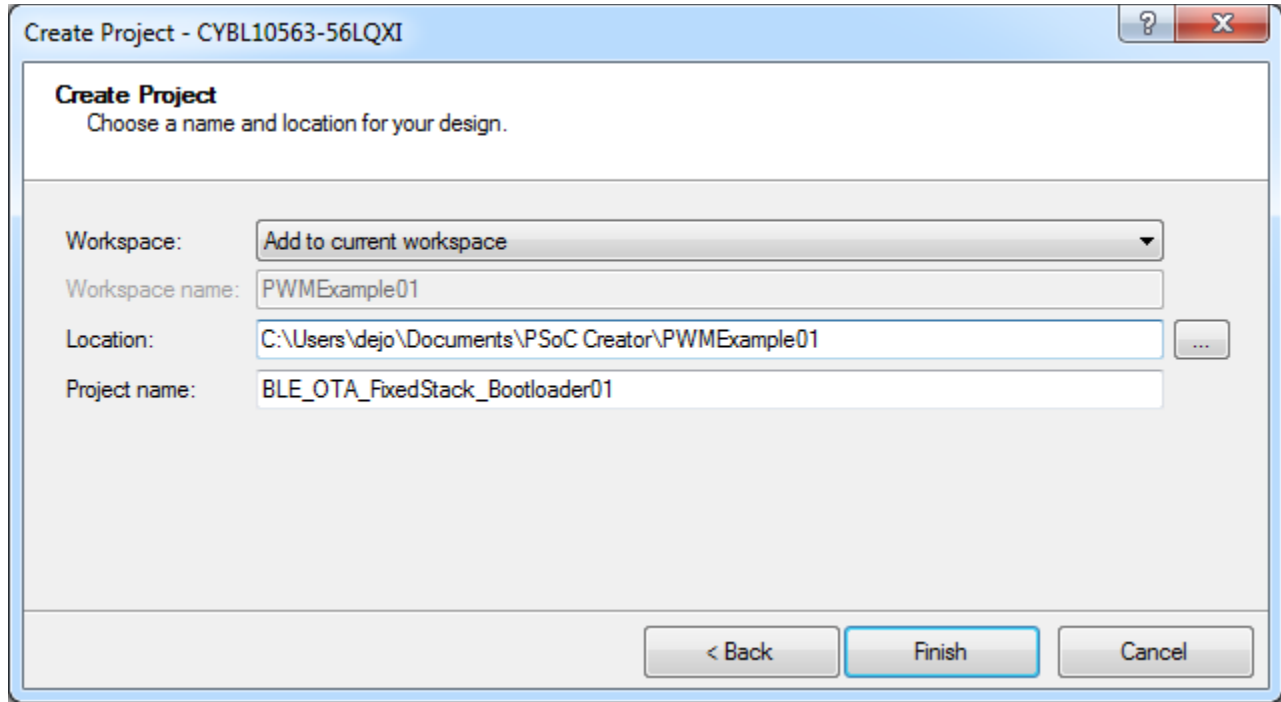 Create Project - CYBL10563-56LQXI
Create Project
Choose a name and location for your design.
Workspace: Add to current workspace
Workspace name: PWMExample01
Location: C:\Users\dejo\Documents\PSoC Creator\PWMExample01 ...
Project name: BLE_OTA_FixedStack_Bootloader01
< Back Finish Cancel